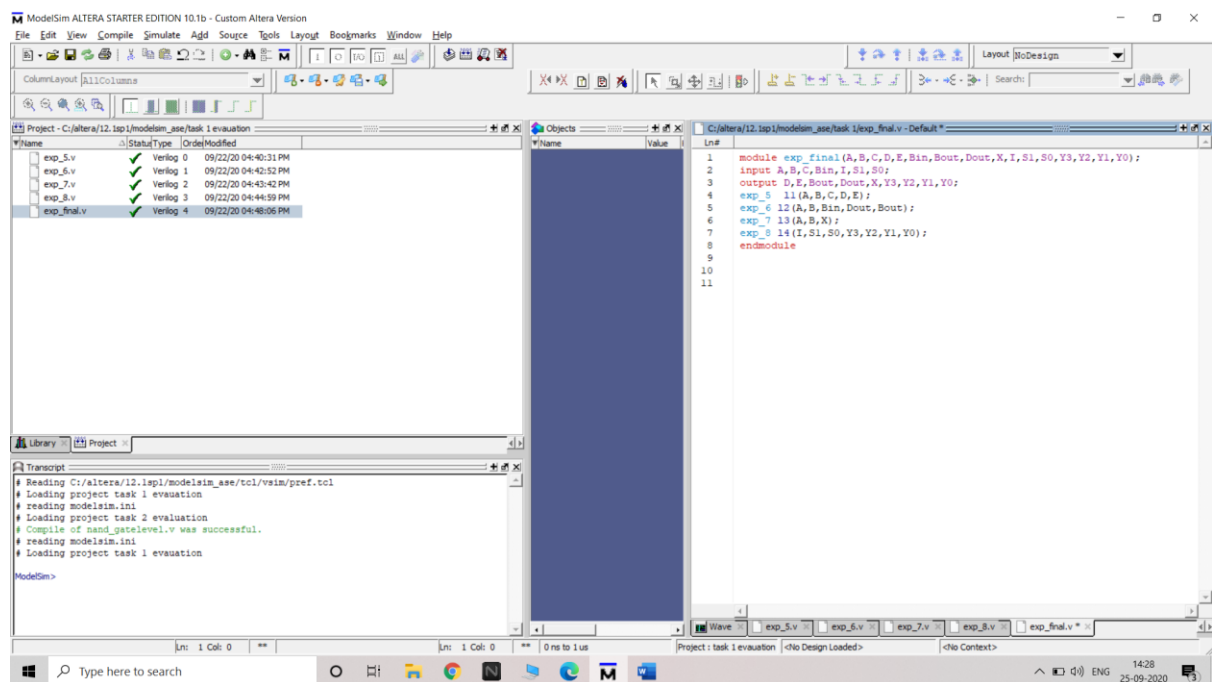 ModelSim ALTERA STARTER EDITION 10.1b - Custom Altera Version
File Edit View Compile Simulate Add Source Tools Layout Bookmarks Window Help
Layout NoDesign
ColumnLayout AllColumns
Search:
Project - C:/altera/12.1sp1/modelsim_ase/task 1 evauation
Name Status Type Order Modified
exp_5.v Verilog 0 09/22/20 04:40:31 PM
exp_6.v Verilog 1 09/22/20 04:42:52 PM
exp_7.v Verilog 2 09/22/20 04:43:42 PM
exp_8.v Verilog 3 09/22/20 04:44:59 PM
exp_final.v Verilog 4 09/22/20 04:48:06 PM
Library Project
Transcript
# Reading C:/altera/12.1sp1/modelsim_ase/tcl/vsim/pref.tcl
# Loading project task 1 evauation
# reading modelsim.ini
# Loading project task 2 evaluation
# Compile of nand_gatelevel.v was successful.
# reading modelsim.ini
# Loading project task 1 evauation
ModelSim>
Objects
Name Value
C:/altera/12.1sp1/modelsim_ase/task 1/exp_final.v - Default *
Ln#
1 module exp_final(A,B,C,D,E,Bin,Bout,Dout,X,I,S1,S0,Y3,Y2,Y1,Y0);
2 input A,B,C,Bin,I,S1,S0;
3 output D,E,Bout,Dout,X,Y3,Y2,Y1,Y0;
4 exp_5 l1(A,B,C,D,E);
5 exp_6 l2(A,B,Bin,Dout,Bout);
6 exp_7 l3(A,B,X);
7 exp_8 l4(I,S1,S0,Y3,Y2,Y1,Y0);
8 endmodule
9
10
11
Wave exp_5.v exp_6.v exp_7.v exp_8.v exp_final.v *
Ln: 1 Col: 0 ** Ln: 1 Col: 0 ** 0 ns to 1 us Project : task 1 evauation <No Design Loaded> <No Context>
Type here to search
ENG
14:28
25-09-2020